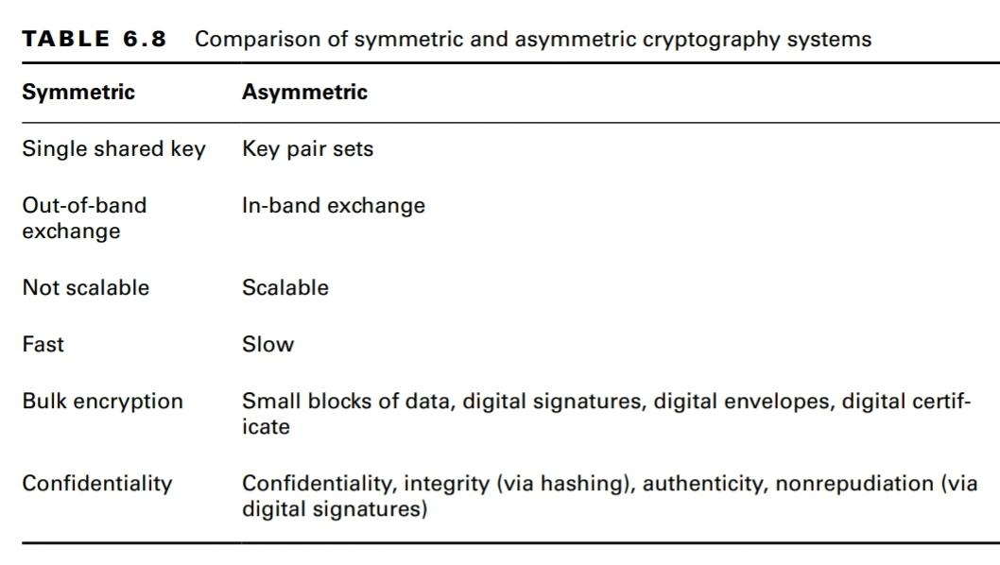 TABLE 6.8 Comparison of symmetric and asymmetric cryptography systems
Symmetric Asymmetric
Single shared key Key pair sets
Out-of-band In-band exchange
exchange
Not scalable Scalable
Fast Slow
Bulk encryption Small blocks of data, digital signatures, digital envelopes, digital certif-
icate
Confidentiality Confidentiality, integrity (via hashing), authenticity, nonrepudiation (via
digital signatures)